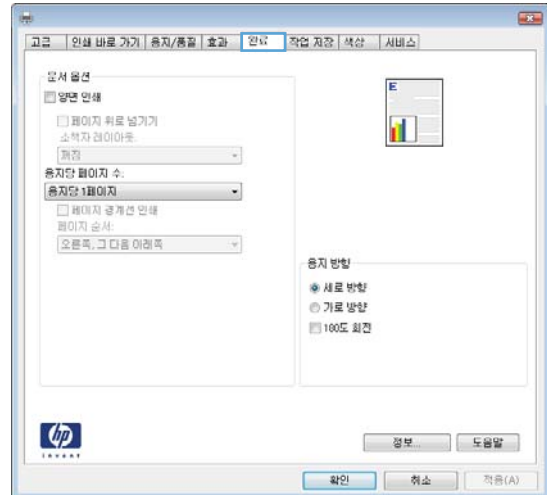 고급 인쇄 바로 가기 용지/품질 효과 완료 작업 저장 색상 서비스
문서 옵션
양면 인쇄
페이지 위로 넘기기
소책자 레이아웃:
꺼짐
용지당 페이지 수:
용지당 1페이지
페이지 경계선 인쇄
페이지 순서:
오른쪽, 그 다음 아래쪽
E
용지 방향
세로 방향
가로 방향
180도 회전
hp
invent
정보... 도움말
확인 취소 적용(A)